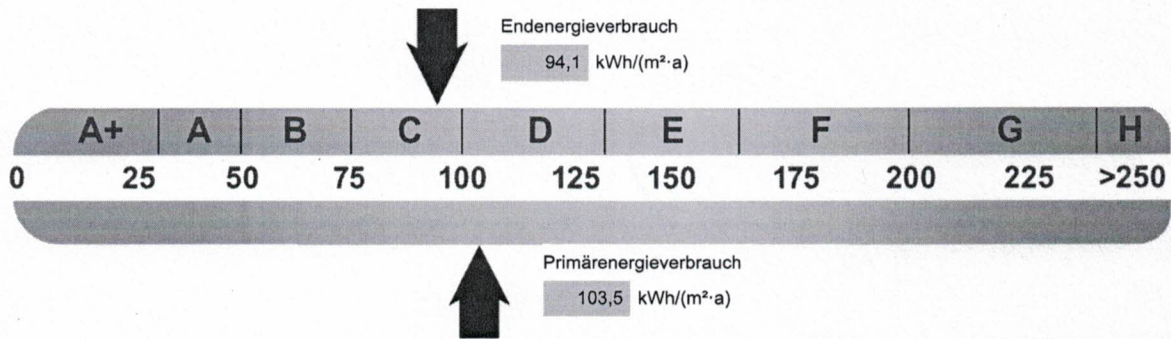 Endenergieverbrauch
94,1 kWh/(m²·a)
A+ A B C D E F G H
0 25 50 75 100 125 150 175 200 225 >250
Primärenergieverbrauch
103,5 kWh/(m²·a)